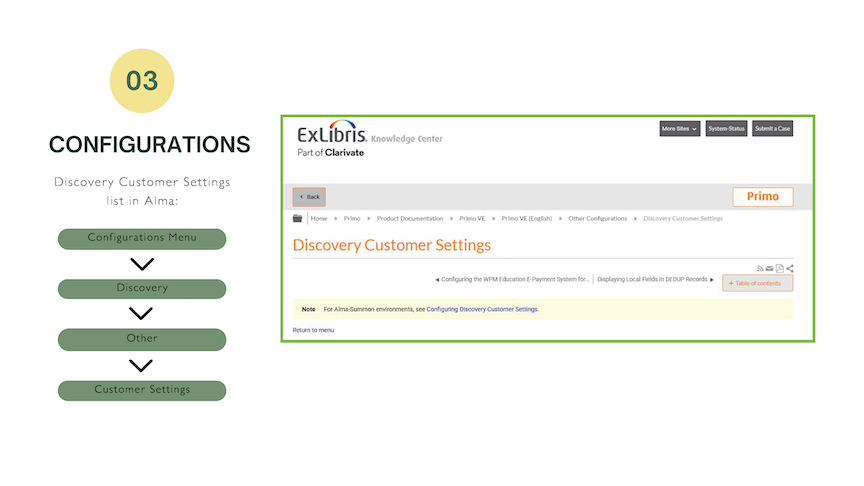 03
CONFIGURATIONS
Discovery Customer Settings
list in Alma:
Configurations Menu
Discovery
Other
Customer Settings
ExLibris. Knowledge Center
Part of Clarivate
More Sites
System-Status
Submit a Case
‹ Back
Primo
Home » Primo » Product Documentation » Primo VE » Primo VE (English) » Other Configurations » Discovery Customer Settings
Discovery Customer Settings
◄ Configuring the WPM Education E-Payment System for... | Displaying Local Fields in DEDUP Records ►
+ Table of contents
Note For Alma-Summon environments, see Configuring Discovery Customer Settings.
Return to menu